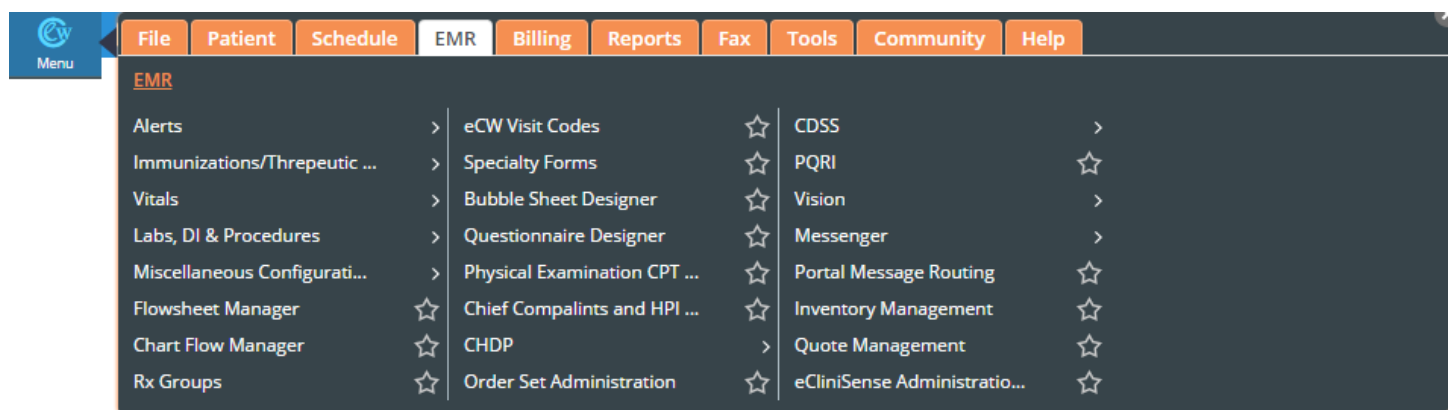 eCW
Menu
File Patient Schedule EMR Billing Reports Fax Tools Community Help
EMR
Alerts
Immunizations/Threpeutic ...
Vitals
Labs, DI & Procedures
Miscellaneous Configurati...
Flowsheet Manager
Chart Flow Manager
Rx Groups
eCW Visit Codes
Specialty Forms
Bubble Sheet Designer
Questionnaire Designer
Physical Examination CPT ...
Chief Compalints and HPI ...
CHDP
Order Set Administration
CDSS
PQRI
Vision
Messenger
Portal Message Routing
Inventory Management
Quote Management
eCliniSense Administratio...